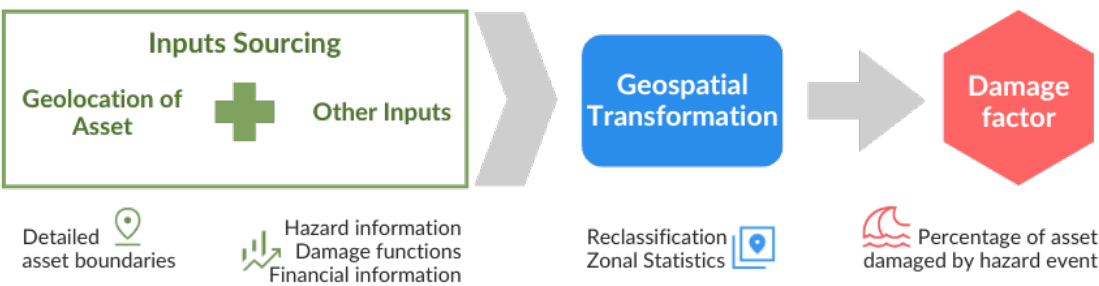 Inputs Sourcing
Geolocation of
Asset
Other Inputs
Geospatial
Transformation
Damage
factor
Detailed
asset boundaries
Hazard information
Damage functions
Financial information
Reclassification
Zonal Statistics
Percentage of asset
damaged by hazard event